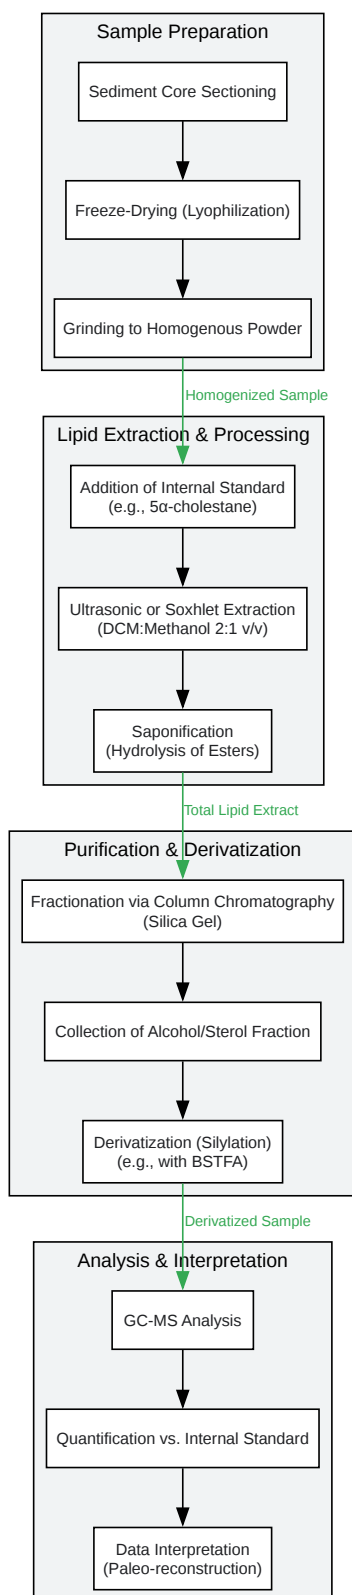 Sample Preparation
Sediment Core Sectioning
Freeze-Drying (Lyophilization)
Grinding to Homogenous Powder
Homogenized Sample
Lipid Extraction & Processing
Addition of Internal Standard
(e.g., 5α-cholestane)
Ultrasonic or Soxhlet Extraction
(DCM:Methanol 2:1 v/v)
Saponification
(Hydrolysis of Esters)
Total Lipid Extract
Purification & Derivatization
Fractionation via Column Chromatography
(Silica Gel)
Collection of Alcohol/Sterol Fraction
Derivatization (Silylation)
(e.g., with BSTFA)
Derivatized Sample
Analysis & Interpretation
GC-MS Analysis
Quantification vs. Internal Standard
Data Interpretation
(Paleo-reconstruction)